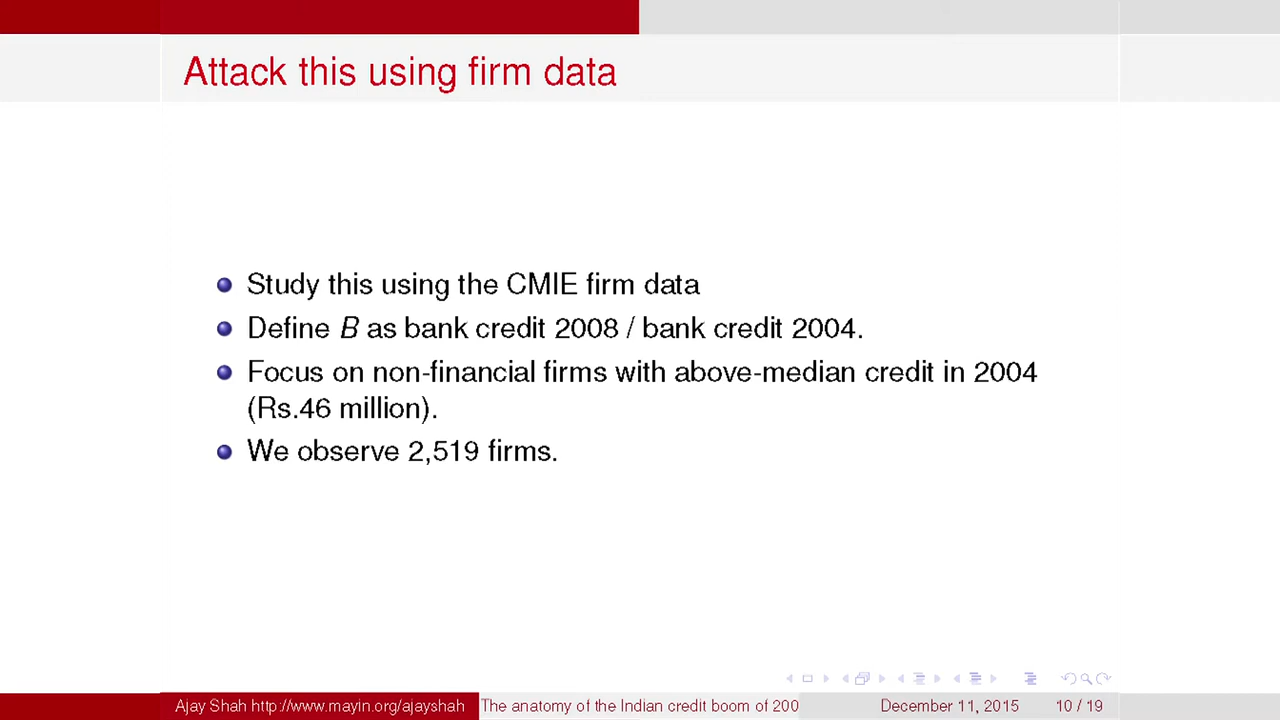 Attack this using firm data
Study this using the CMIE firm data
Define B as bank credit 2008 / bank credit 2004.
Focus on non-financial firms with above-median credit in 2004
(Rs.46 million).
We observe 2,519 firms.
Ajay Shah http://www.mayin.org/ajayshah The anatomy of the Indian credit boom of 200 December 11, 2015 10 / 19